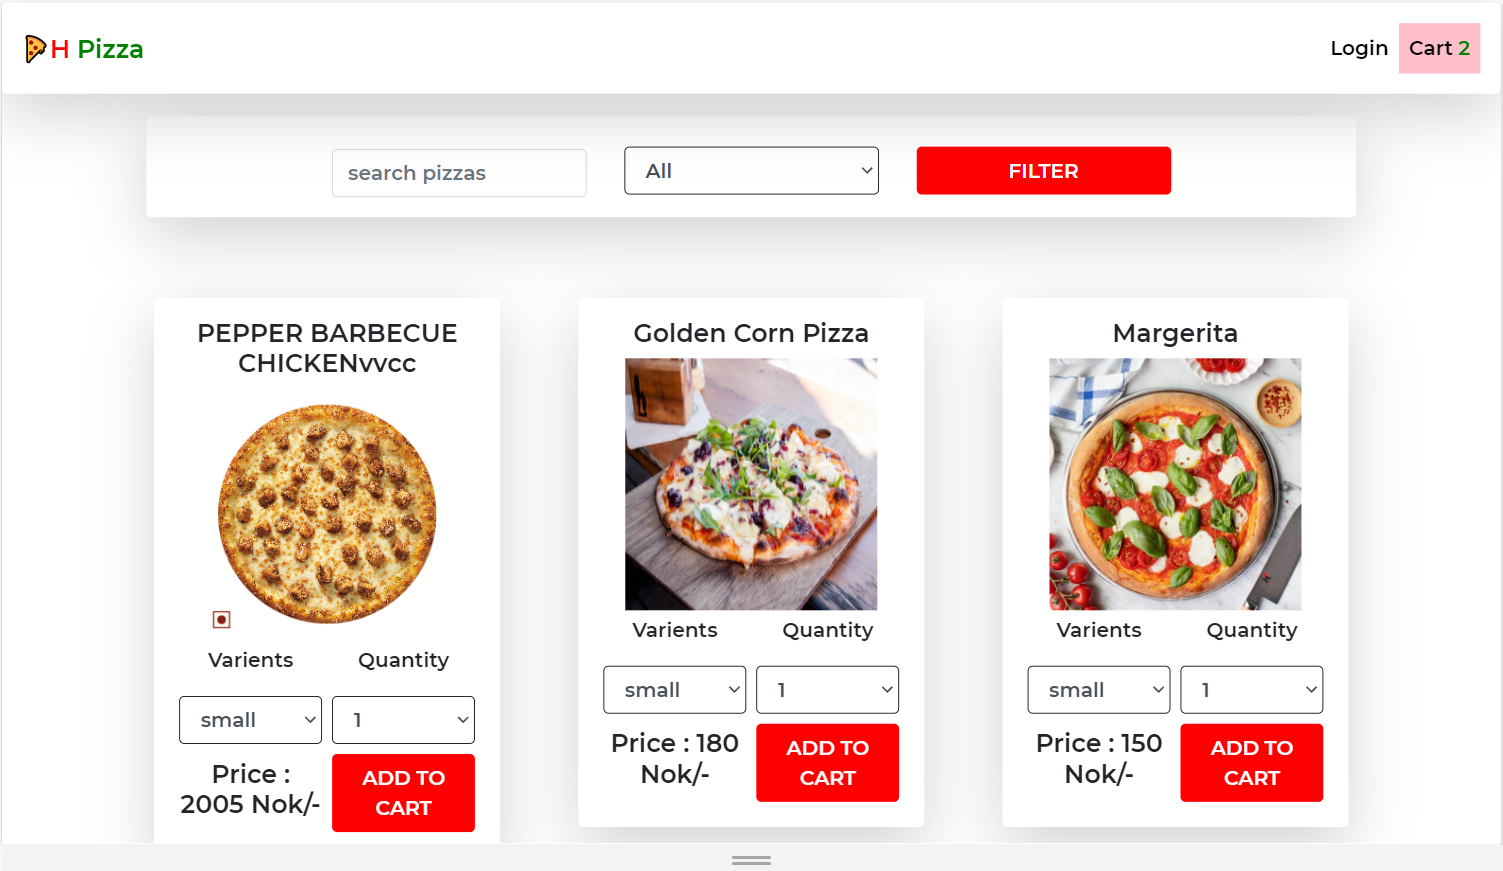 H Pizza
Login
Cart 2
search pizzas
All
FILTER
PEPPER BARBECUE
CHICKENvvcc
Varients
Quantity
small
1
Price :
2005 Nok/-
ADD TO
CART
Golden Corn Pizza
Varients
Quantity
small
1
Price : 180
Nok/-
ADD TO
CART
Margerita
Varients
Quantity
small
1
Price : 150
Nok/-
ADD TO
CART